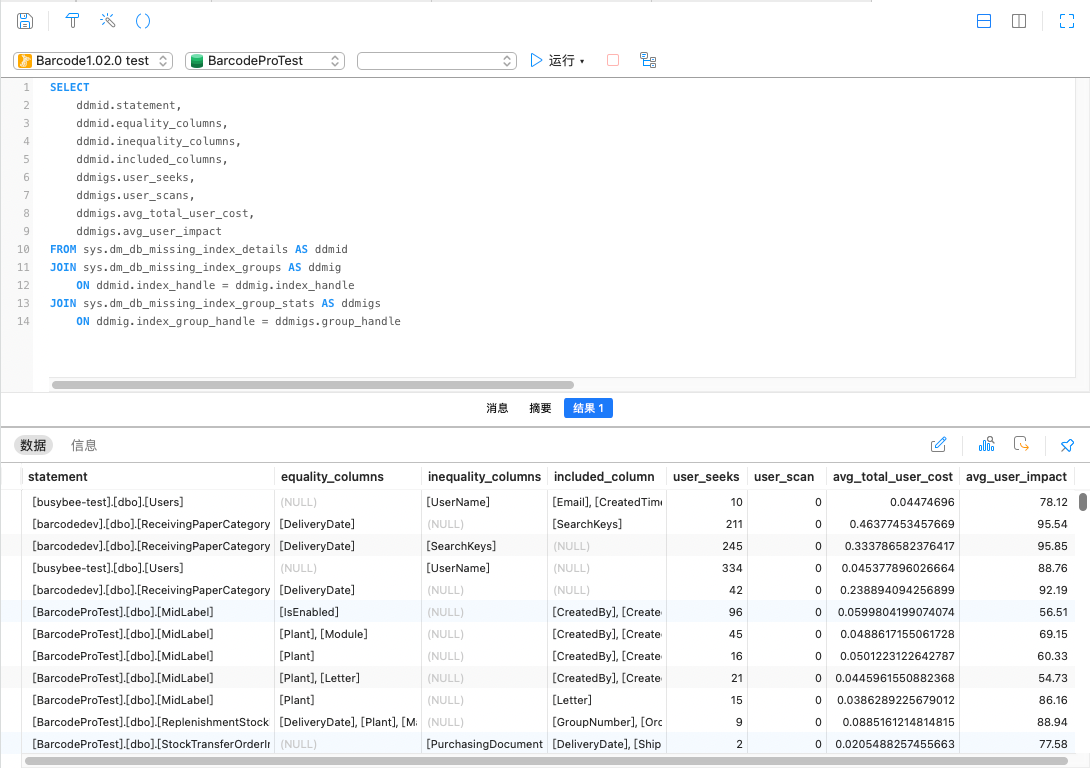 Barcode1.02.0 test BarcodeProTest 运行
1 SELECT
2 ddmid.statement,
3 ddmid.equality_columns,
4 ddmid.inequality_columns,
5 ddmid.included_columns,
6 ddmigs.user_seeks,
7 ddmigs.user_scans,
8 ddmigs.avg_total_user_cost,
9 ddmigs.avg_user_impact
10 FROM sys.dm_db_missing_index_details AS ddmid
11 JOIN sys.dm_db_missing_index_groups AS ddmig
12 ON ddmid.index_handle = ddmig.index_handle
13 JOIN sys.dm_db_missing_index_group_stats AS ddmigs
14 ON ddmig.index_group_handle = ddmigs.group_handle
消息 摘要 结果 1
数据 信息
statement equality_columns inequality_columns included_column user_seeks user_scan avg_total_user_cost avg_user_impact
[busybee-test].[dbo].[Users] (NULL) [UserName] [Email], [CreatedTime 10 0 0.04474696 78.12
[barcodedev].[dbo].[ReceivingPaperCategory [DeliveryDate] (NULL) [SearchKeys] 211 0 0.46377453457669 95.54
[barcodedev].[dbo].[ReceivingPaperCategory [DeliveryDate] [SearchKeys] (NULL) 245 0 0.333786582376417 95.85
[busybee-test].[dbo].[Users] (NULL) [UserName] (NULL) 334 0 0.045377896026664 88.76
[barcodedev].[dbo].[ReceivingPaperCategory [DeliveryDate] (NULL) (NULL) 42 0 0.238894094256899 92.19
[BarcodeProTest].[dbo].[MidLabel] [IsEnabled] (NULL) [CreatedBy], [Create 96 0 0.0599804199074074 56.51
[BarcodeProTest].[dbo].[MidLabel] [Plant], [Module] (NULL) [CreatedBy], [Create 45 0 0.0488617155061728 69.15
[BarcodeProTest].[dbo].[MidLabel] [Plant] (NULL) [CreatedBy], [Create 16 0 0.0501223122642787 60.33
[BarcodeProTest].[dbo].[MidLabel] [Plant], [Letter] (NULL) [CreatedBy], [Create 21 0 0.0445961550882368 54.73
[BarcodeProTest].[dbo].[MidLabel] [Plant] (NULL) [Letter] 15 0 0.0386289225679012 86.16
[BarcodeProTest].[dbo].[ReplenishmentStock [DeliveryDate], [Plant], [M (NULL) [GroupNumber], [Orc 9 0 0.0885161214814815 88.94
[BarcodeProTest].[dbo].[StockTransferOrderIr (NULL) [PurchasingDocument [DeliveryDate], [Ship 2 0 0.0205488257455663 77.58